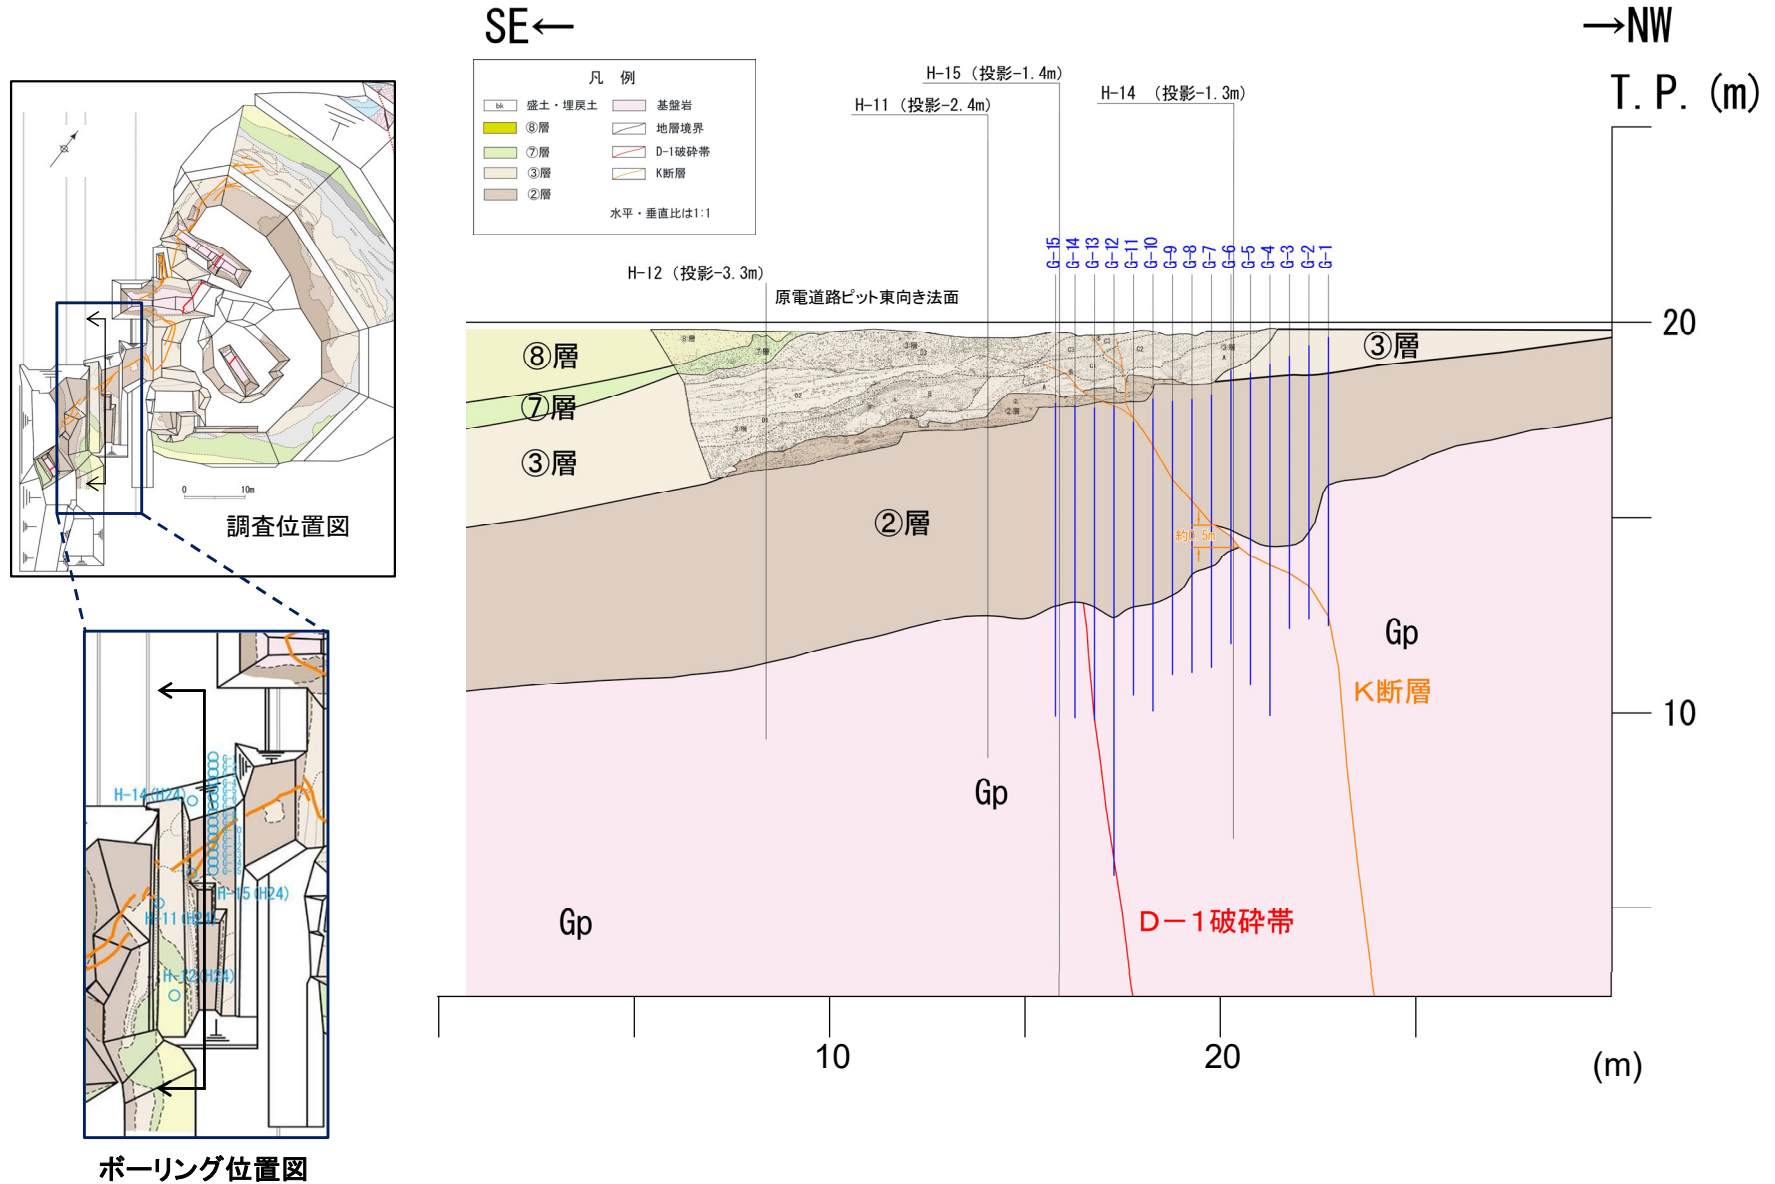 SE←
→NW
T.P.(m)
凡 例
bk 盛土・埋戻土
基盤岩
⑧層
地層境界
⑦層
D-1破砕帯
③層
K断層
②層
水平・垂直比は1:1
H-15 (投影-1.4m)
H-11 (投影-2.4m)
H-14 (投影-1.3m)
H-12 (投影-3.3m)
原電道路ピット東向き法面
G-15
G-14
G-13
G-12
G-11
G-10
G-9
G-8
G-7
G-6
G-5
G-4
G-3
G-2
G-1
20
⑧層
⑦層
③層
③層
②層
約0.5m
Gp
K断層
10
Gp
Gp
D-1破砕帯
10
20
(m)
0 10m
調査位置図
H-14(H24)
H-15(H24)
H-11(H24)
H-12(H24)
ボーリング位置図